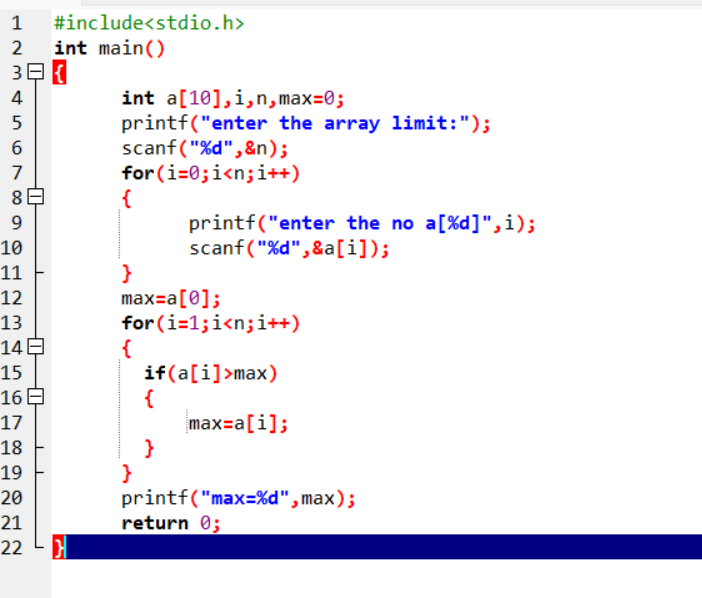 1 #include<stdio.h>
2 int main()
3 {
4 int a[10],i,n,max=0;
5 printf("enter the array limit:");
6 scanf("%d",&n);
7 for(i=0;i<n;i++)
8 {
9 printf("enter the no a[%d]",i);
10 scanf("%d",&a[i]);
11 }
12 max=a[0];
13 for(i=1;i<n;i++)
14 {
15 if(a[i]>max)
16 {
17 max=a[i];
18 }
19 }
20 printf("max=%d",max);
21 return 0;
22 }